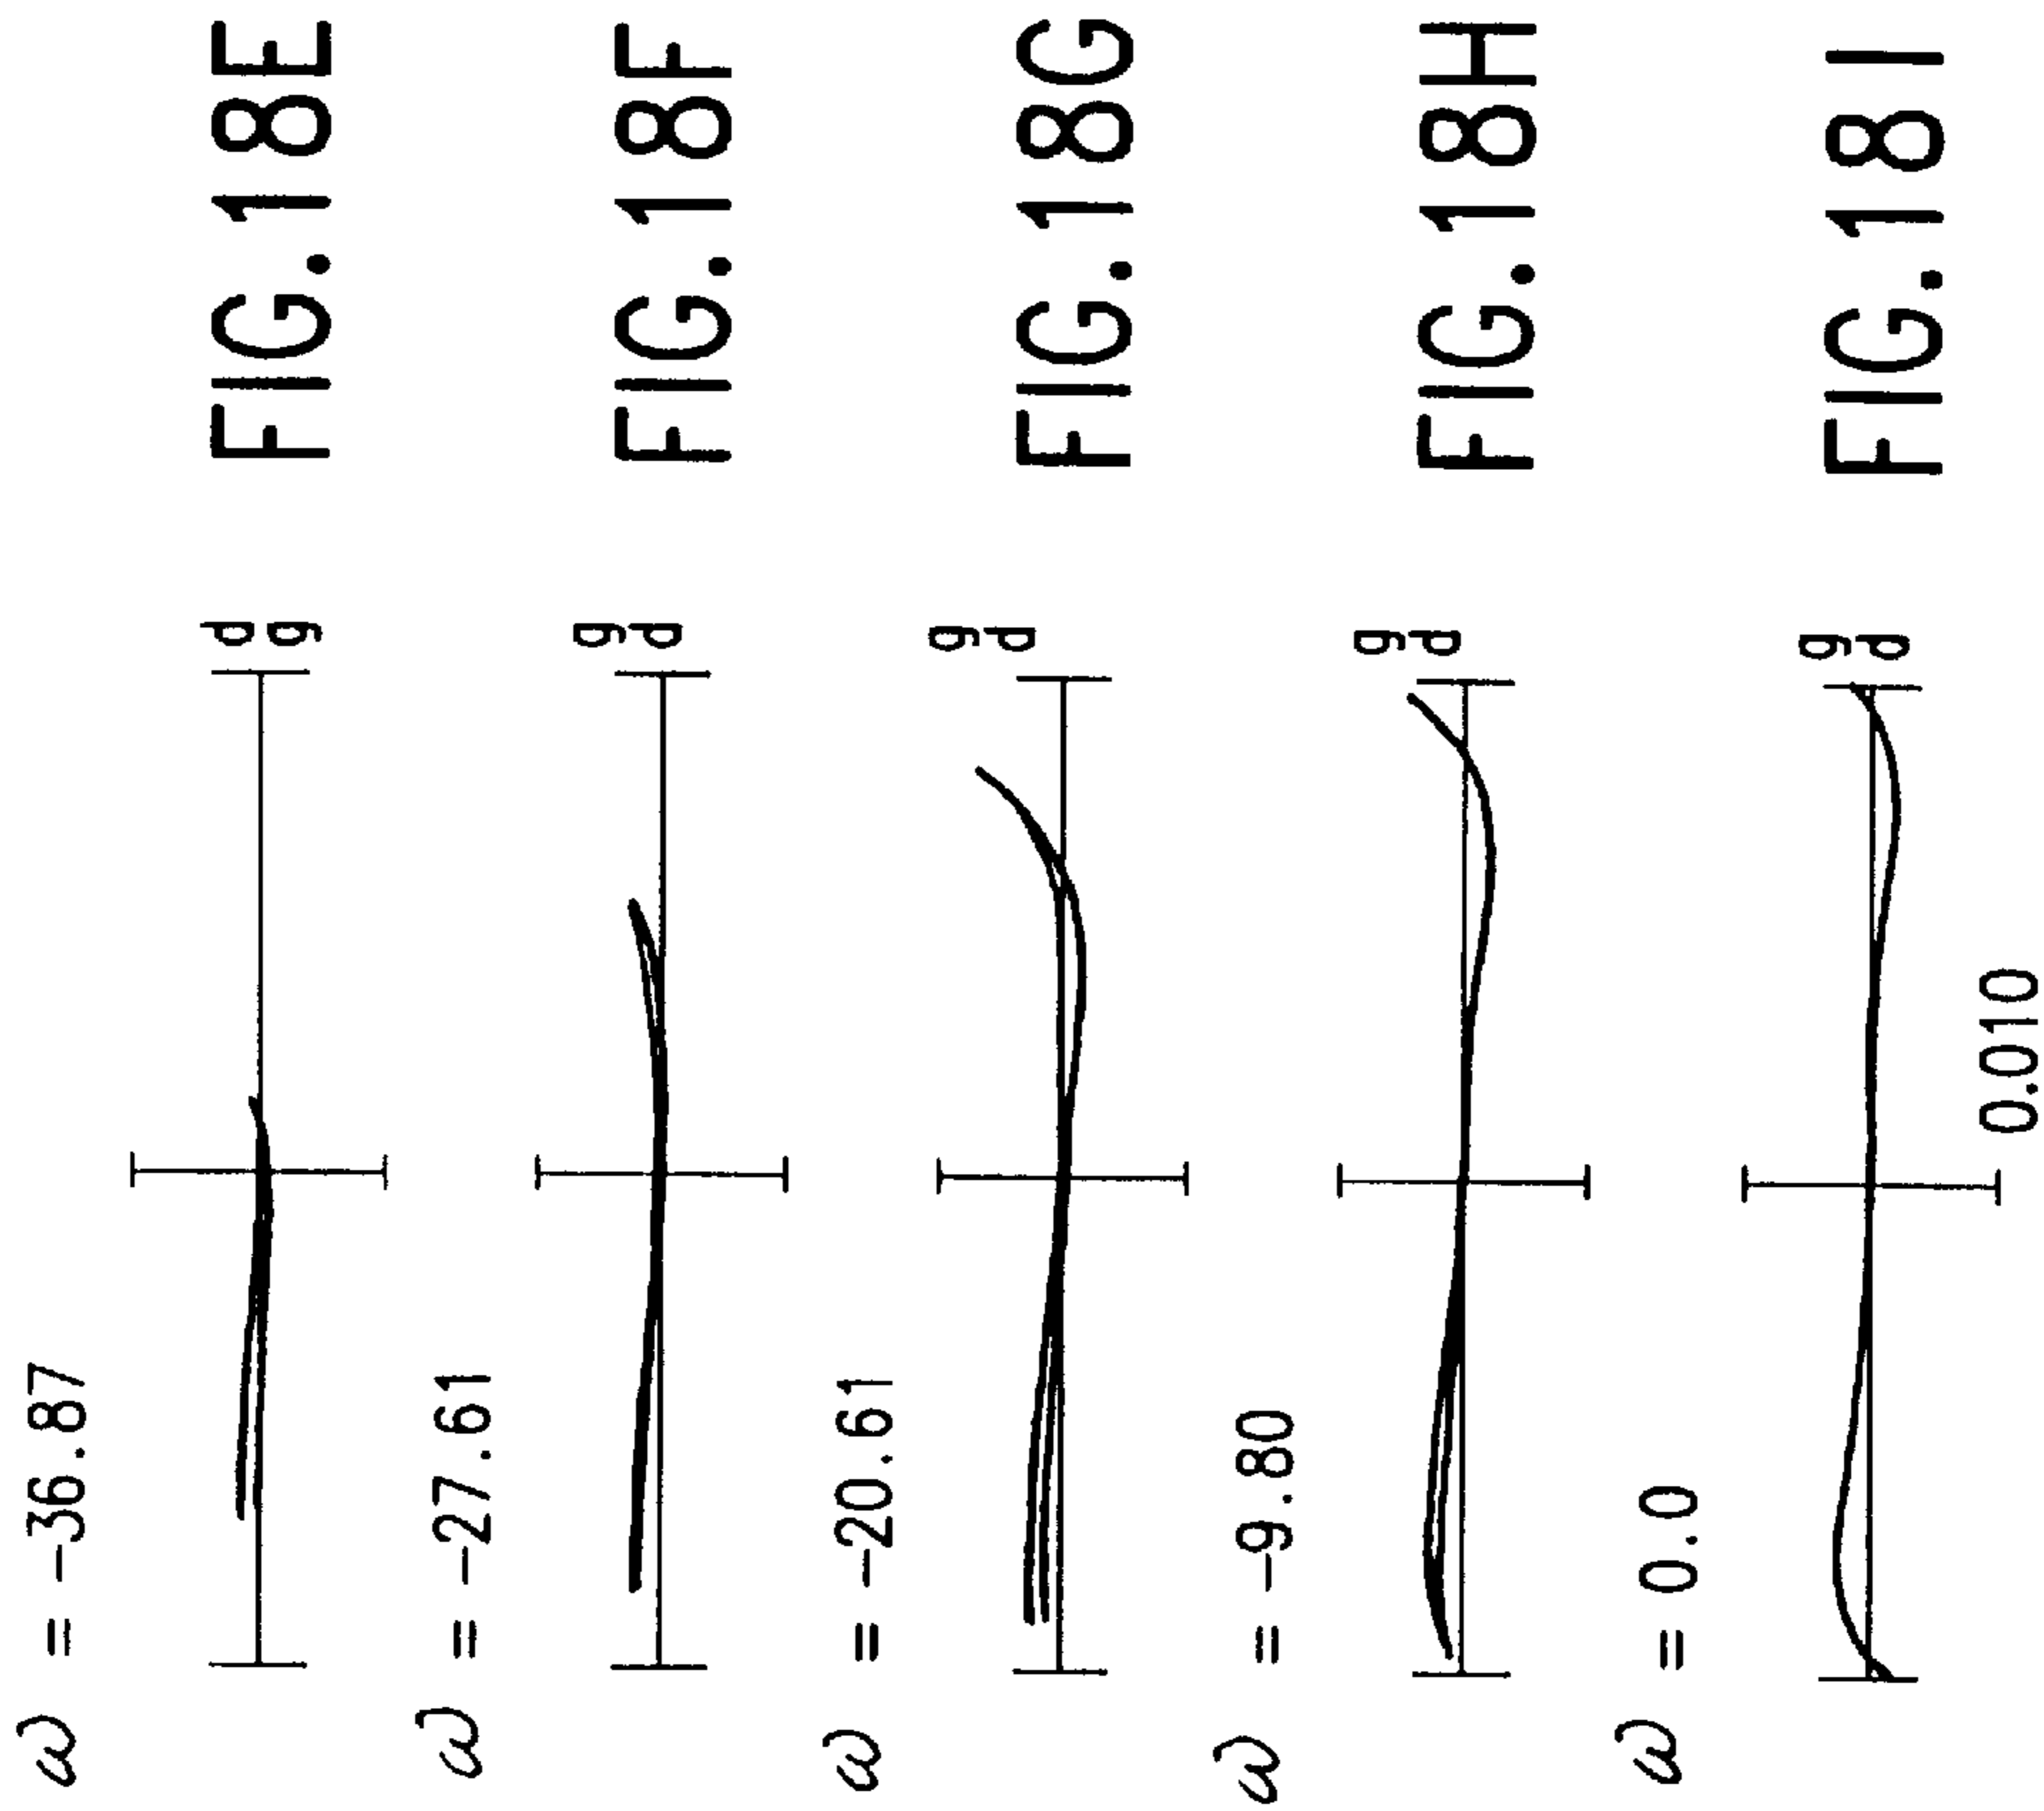 ω = -36.87
d
g
FIG.18E
ω = -27.61
g
d
FIG.18F
ω = -20.61
g
d
FIG.18G
ω = -9.80
g
d
FIG.18H
ω = 0.0
g
d
FIG.18I
0.010